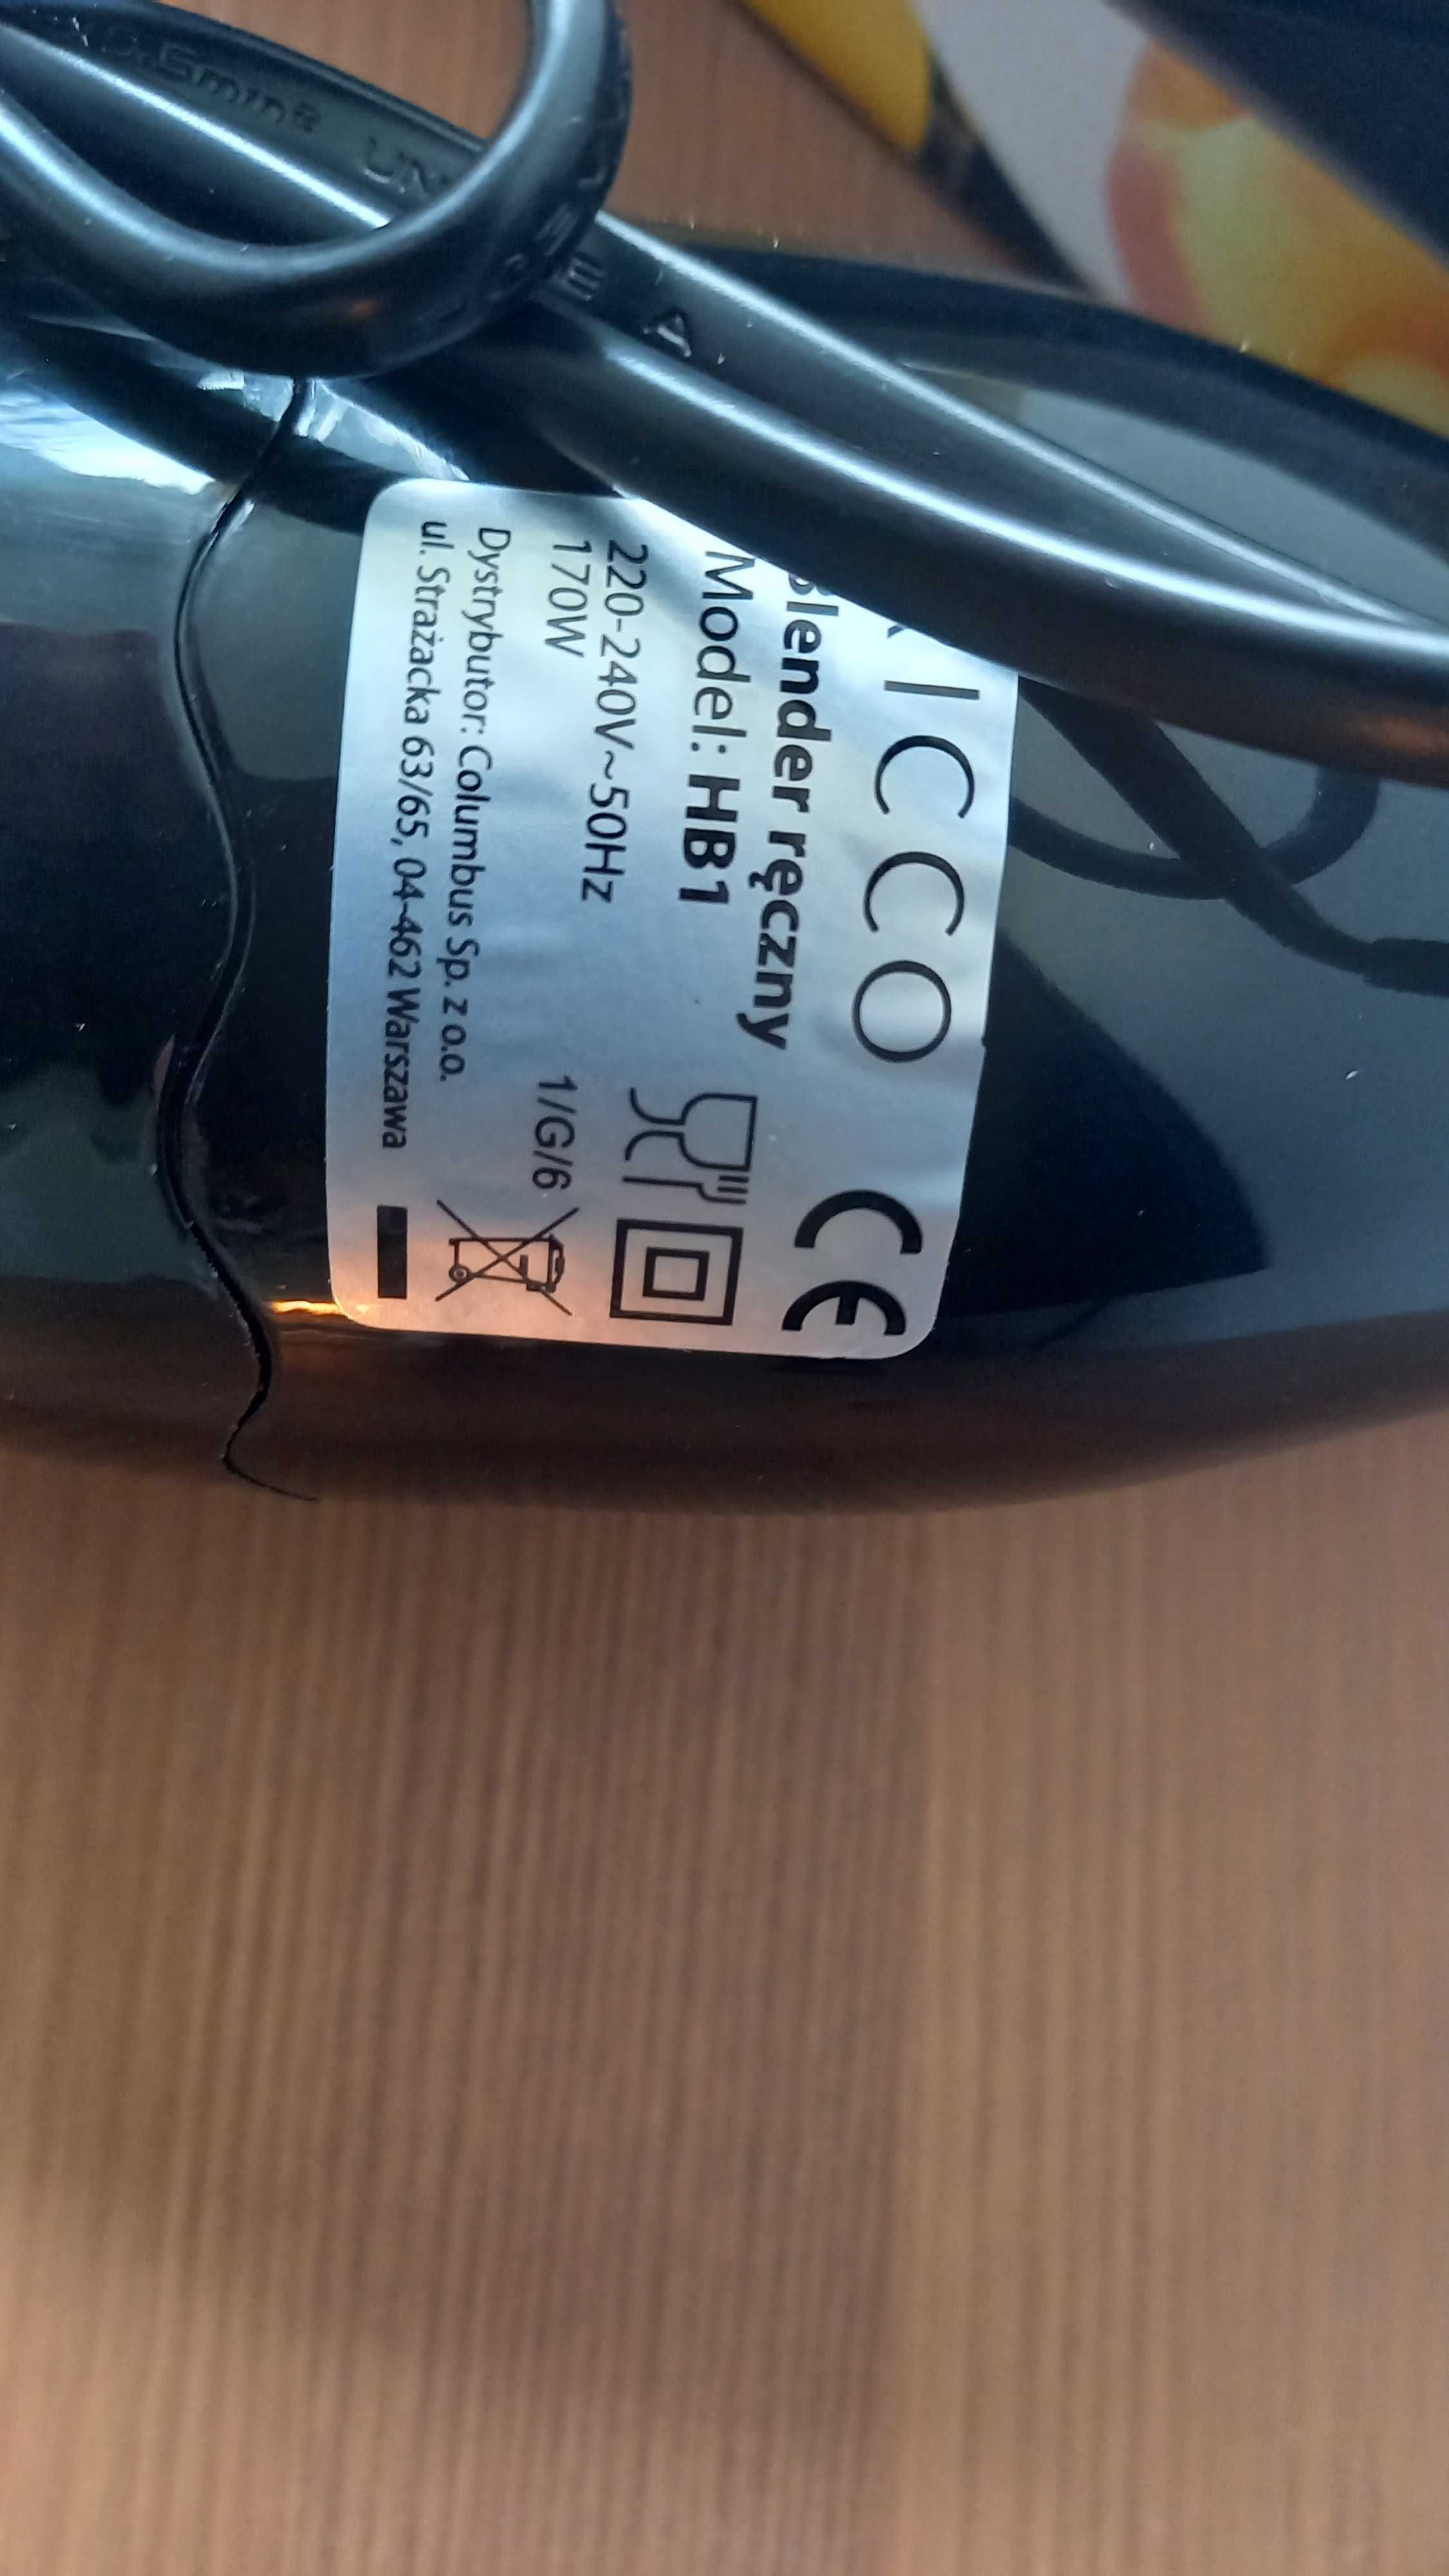 ICCO
Blender ręczny
Model: HB1
220-240V~50Hz
170W
1/G/6
Dystrybutor: Columbus Sp. z o.o.
ul. Strażacka 63/65, 04-462 Warszawa
CE